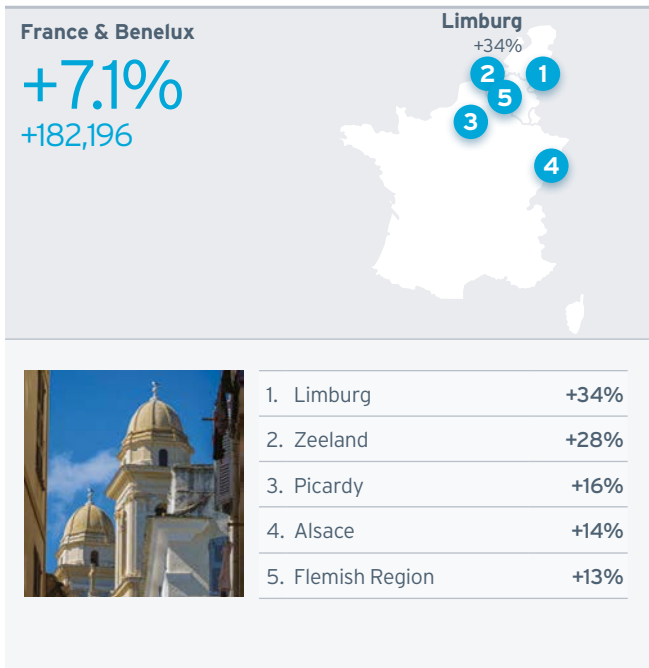 France & Benelux
+7.1%
+182,196
Limburg
+34%
2
1
5
3
4
1. Limburg +34%
2. Zeeland +28%
3. Picardy +16%
4. Alsace +14%
5. Flemish Region +13%